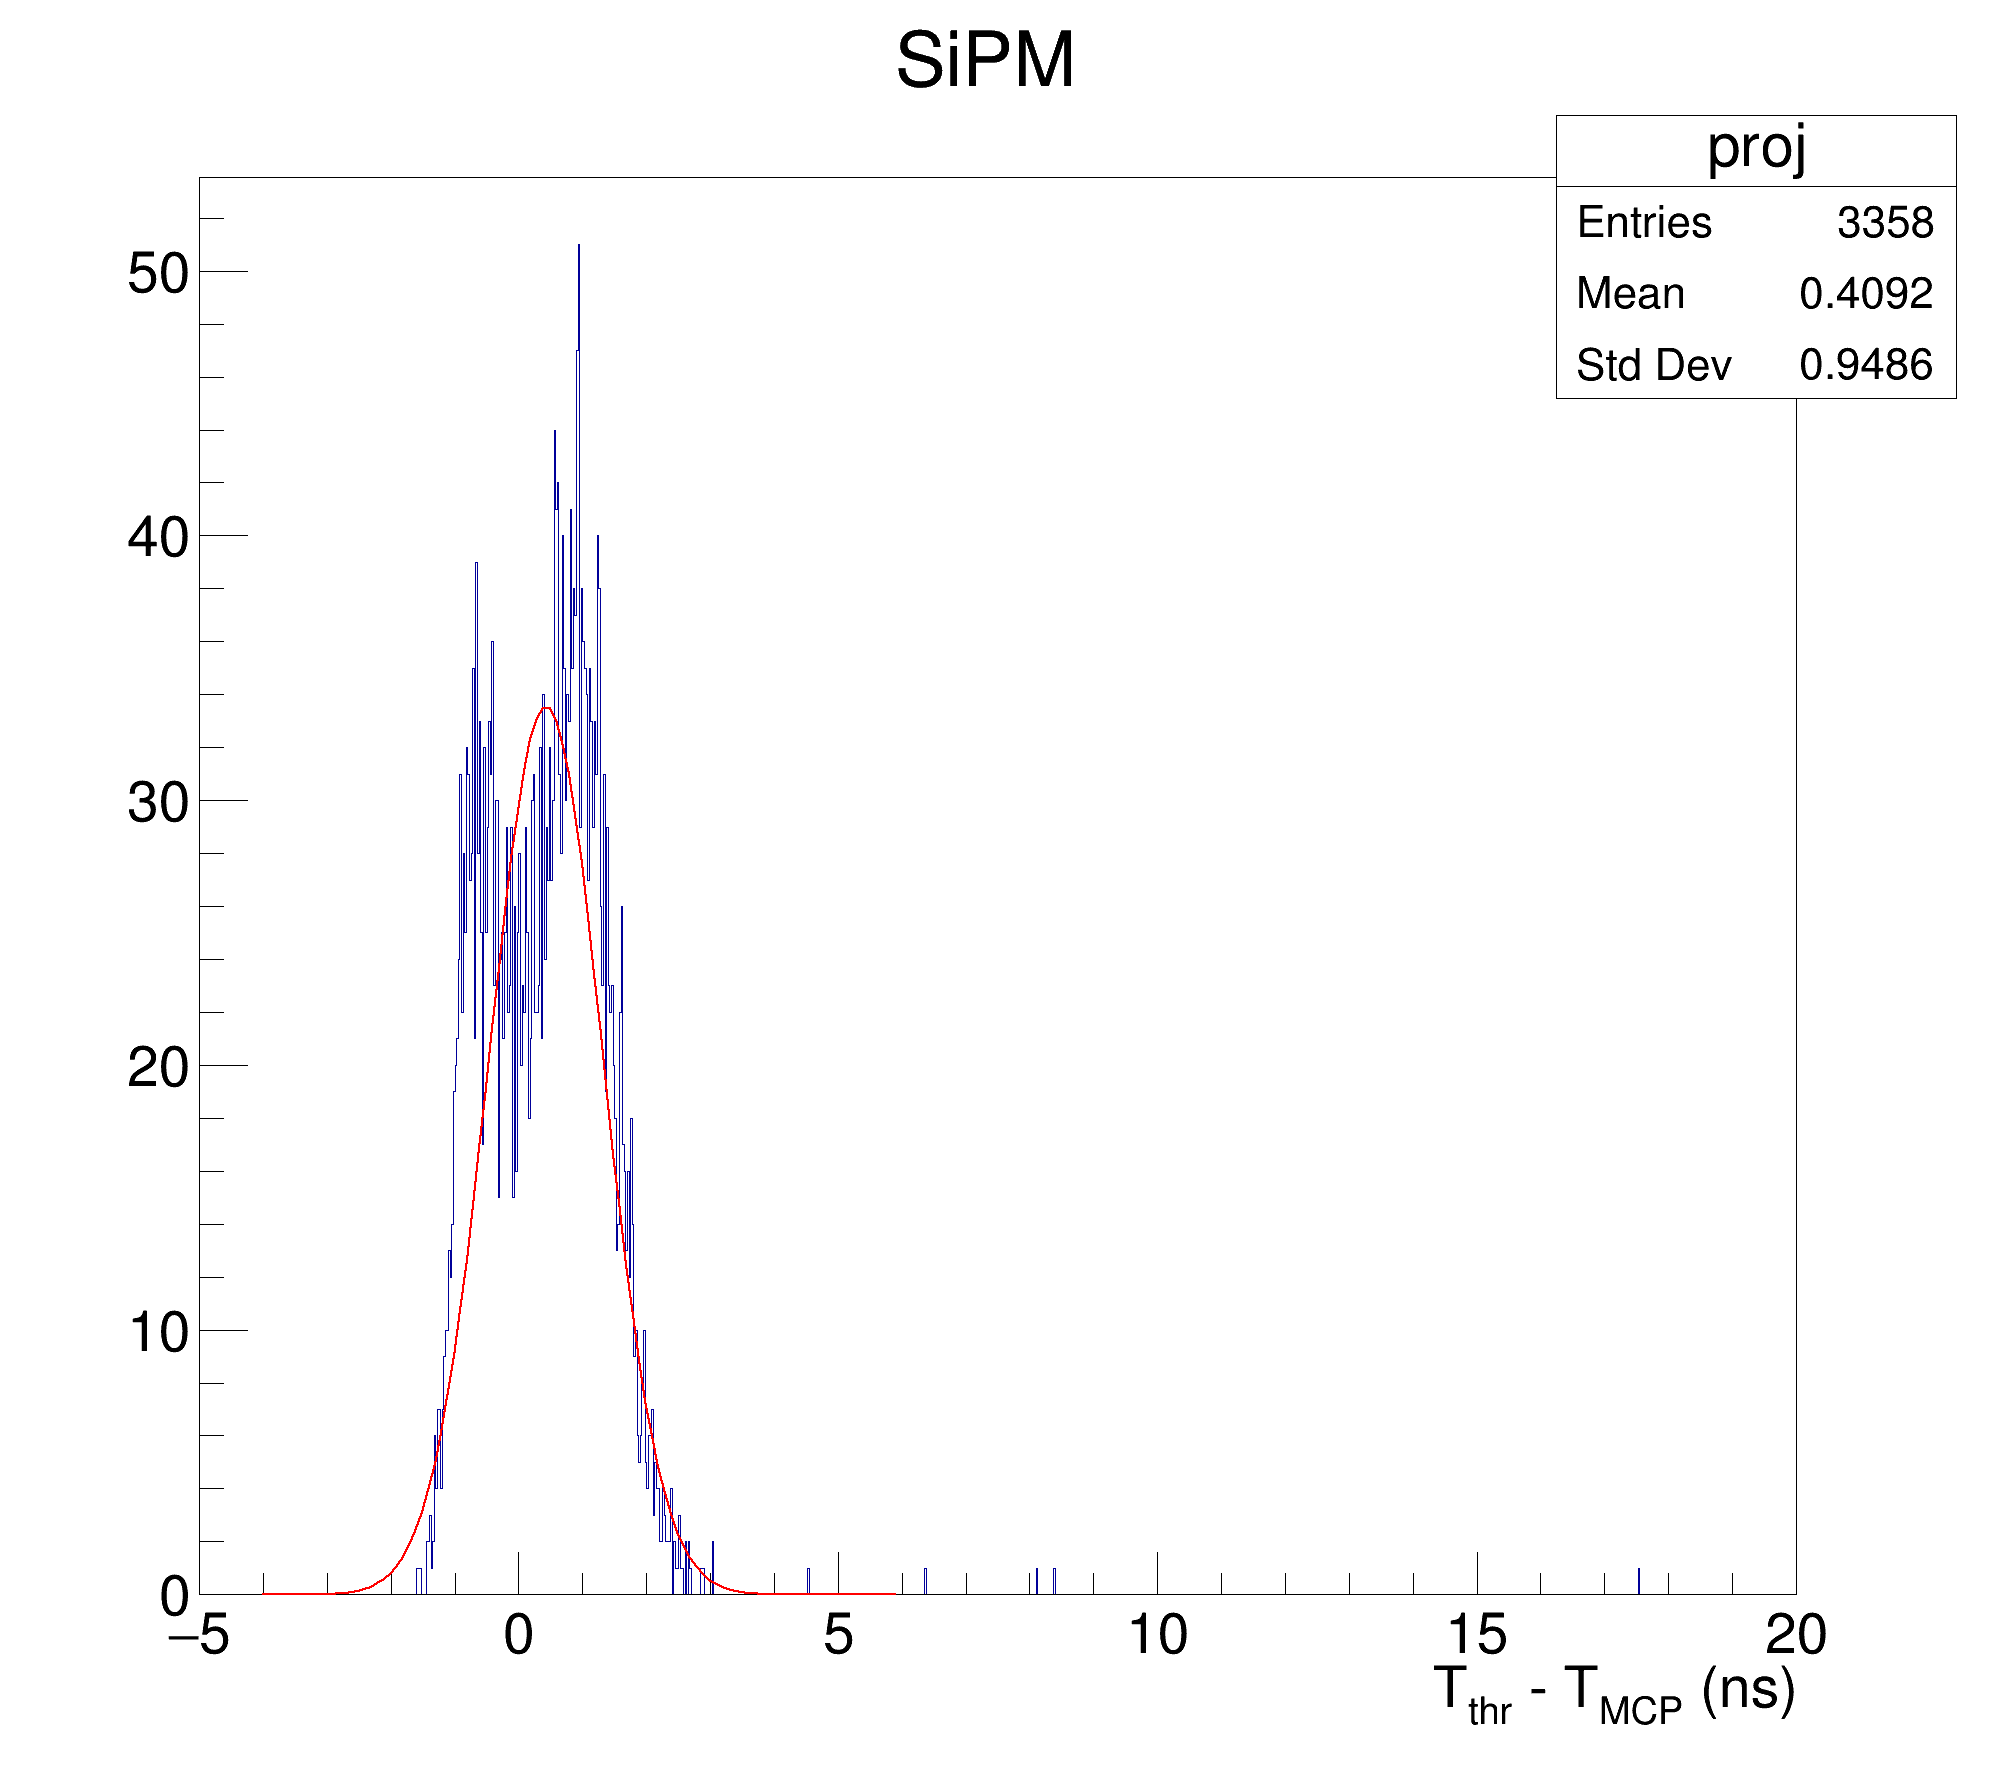 SiPM
proj
Entries 3358
Mean 0.4092
Std Dev 0.9486
50
40
30
20
10
0
−5 0 5 10 15 20
T_thr - T_MCP (ns)